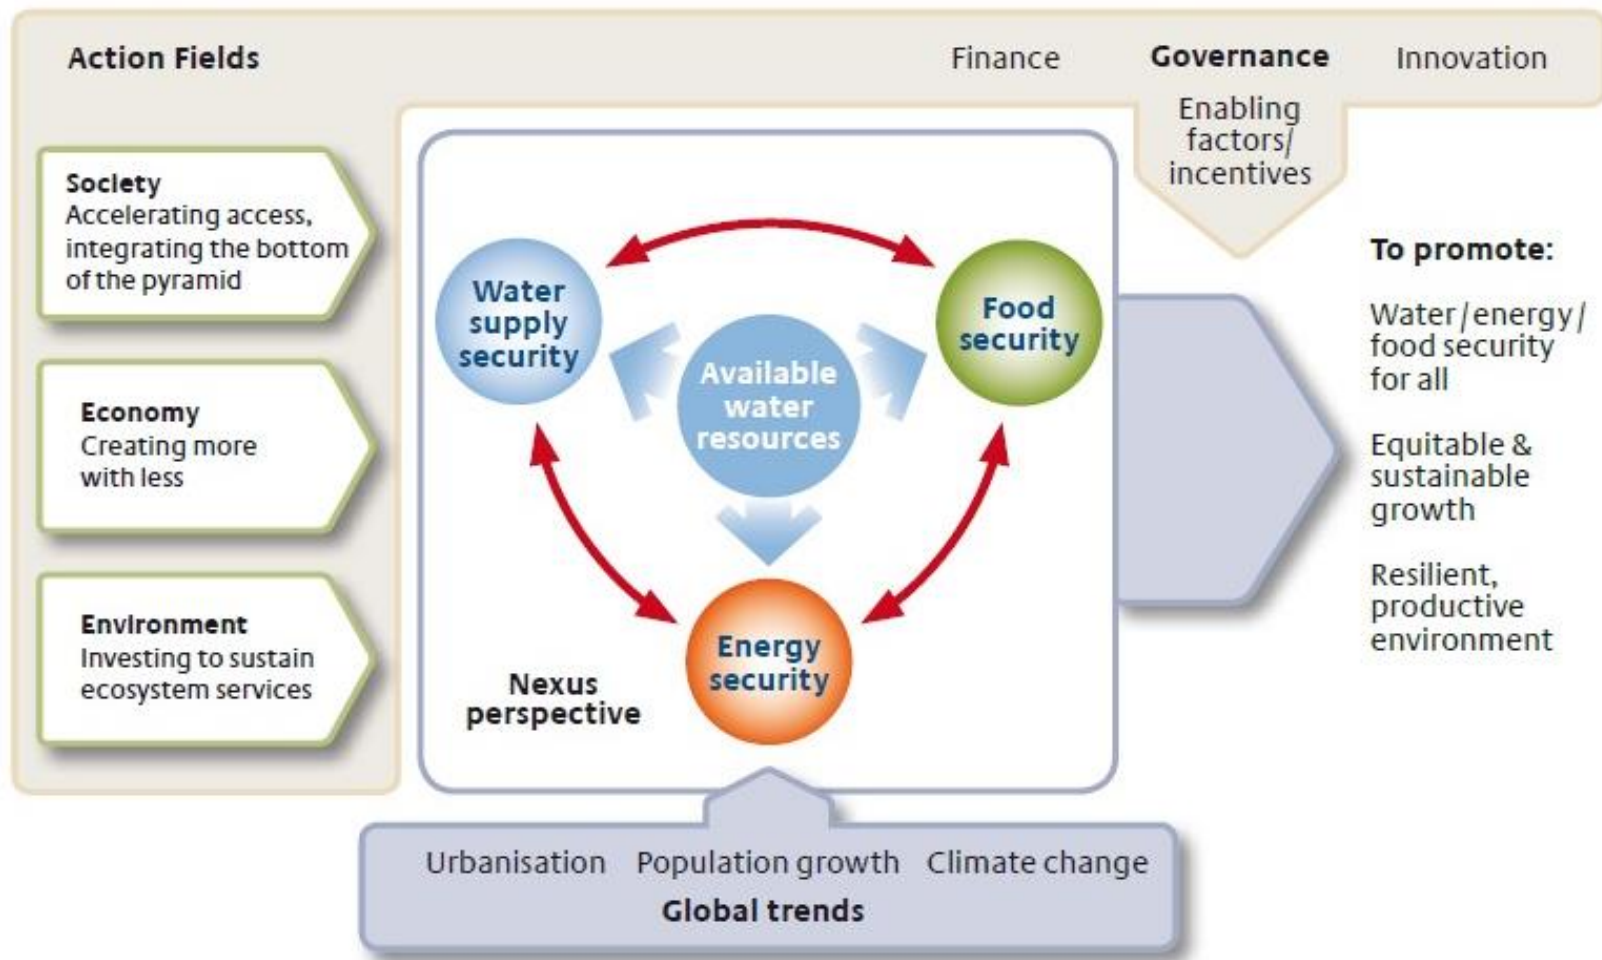 Action Fields
Finance
Governance
Innovation
Enabling
factors/
incentives
Society
Accelerating access,
integrating the bottom
of the pyramid
Economy
Creating more
with less
Environment
Investing to sustain
ecosystem services
Water
supply
security
Food
security
Available
water
resources
Energy
security
Nexus
perspective
To promote:
Water / energy /
food security
for all
Equitable &
sustainable
growth
Resilient,
productive
environment
Urbanisation
Population growth
Climate change
Global trends